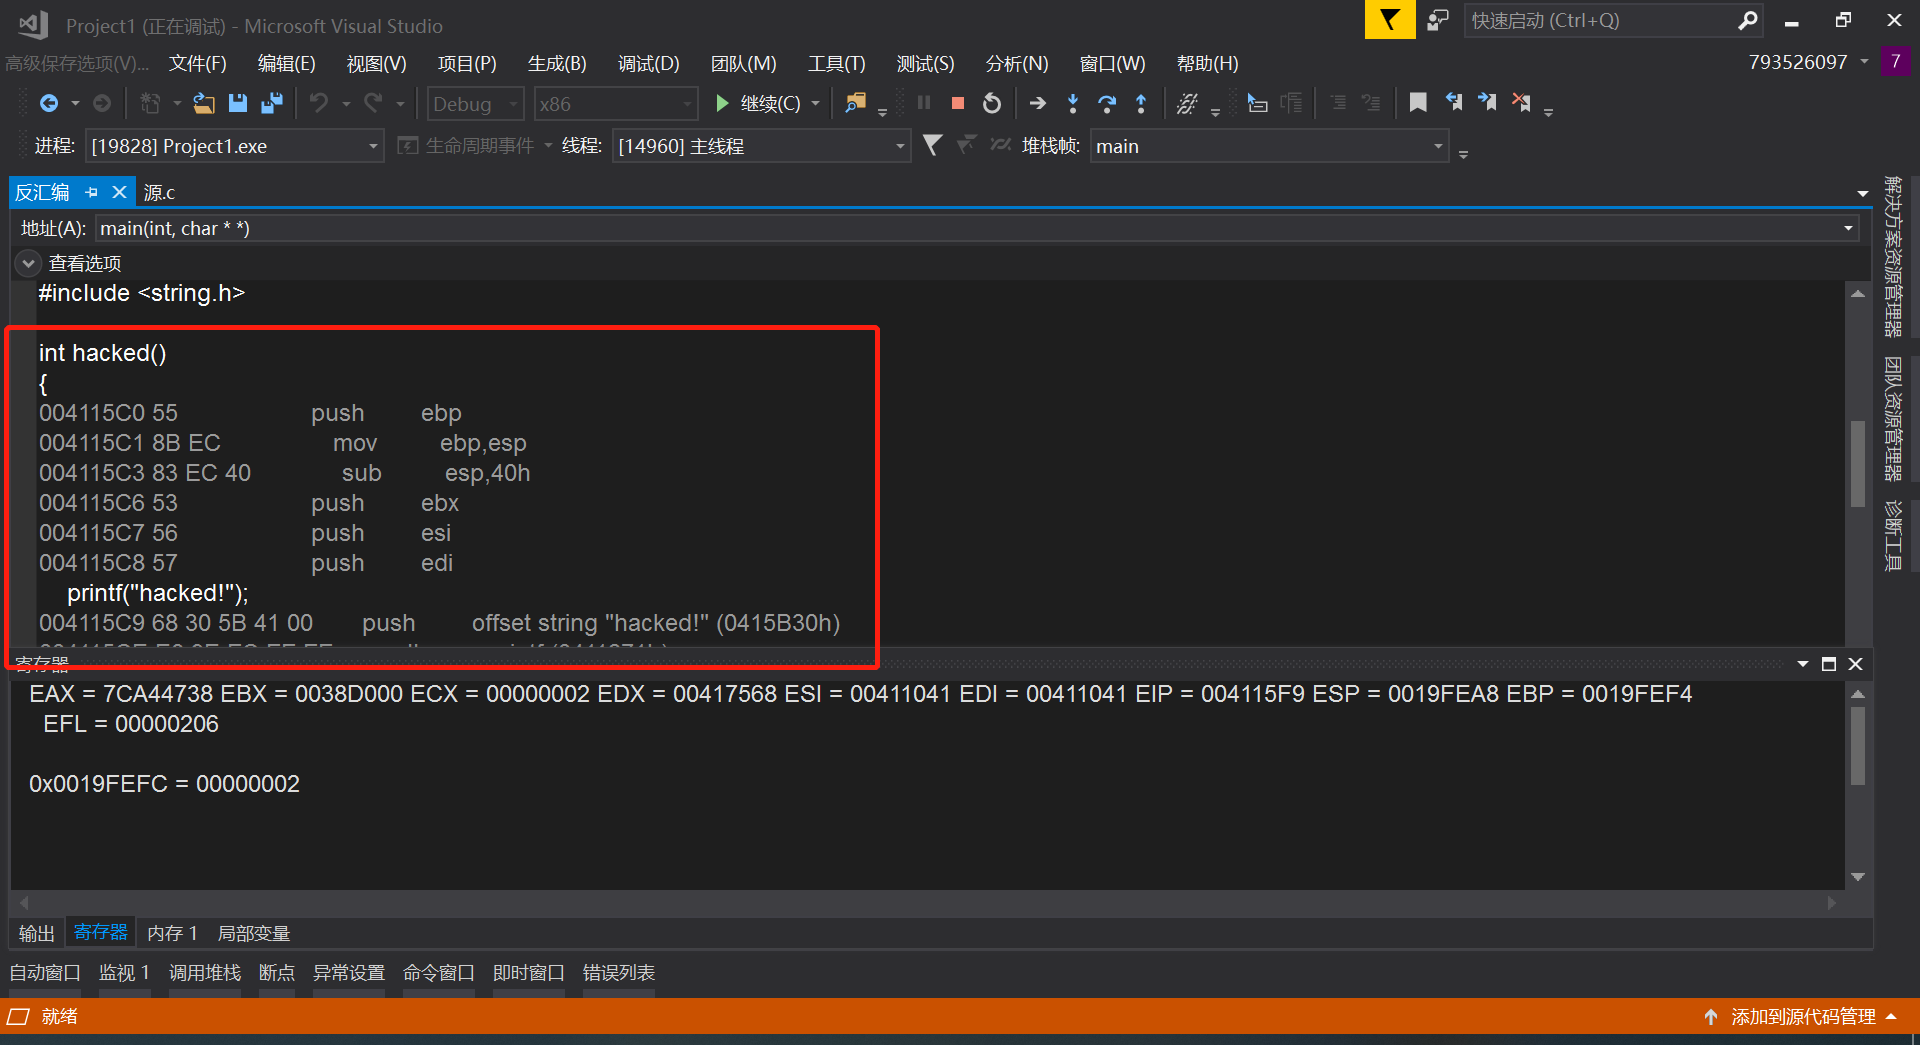 Project1 (正在调试) - Microsoft Visual Studio
快速启动 (Ctrl+Q)
高级保存选项(V)... 文件(F) 编辑(E) 视图(V) 项目(P) 生成(B) 调试(D) 团队(M) 工具(T) 测试(S) 分析(N) 窗口(W) 帮助(H)
793526097 7
Debug x86 继续(C)
进程: [19828] Project1.exe 生命周期事件 线程: [14960] 主线程 堆栈帧: main
反汇编 源.c
地址(A): main(int, char * *)
查看选项
#include <string.h>
int hacked()
{
004115C0 55 push ebp
004115C1 8B EC mov ebp,esp
004115C3 83 EC 40 sub esp,40h
004115C6 53 push ebx
004115C7 56 push esi
004115C8 57 push edi
printf("hacked!");
004115C9 68 30 5B 41 00 push offset string "hacked!" (0415B30h)
寄存器
EAX = 7CA44738 EBX = 0038D000 ECX = 00000002 EDX = 00417568 ESI = 00411041 EDI = 00411041 EIP = 004115F9 ESP = 0019FEA8 EBP = 0019FEF4
EFL = 00000206
0x0019FEFC = 00000002
输出 寄存器 内存 1 局部变量
自动窗口 监视 1 调用堆栈 断点 异常设置 命令窗口 即时窗口 错误列表
就绪
添加到源代码管理
解决方案资源管理器
团队资源管理器
诊断工具